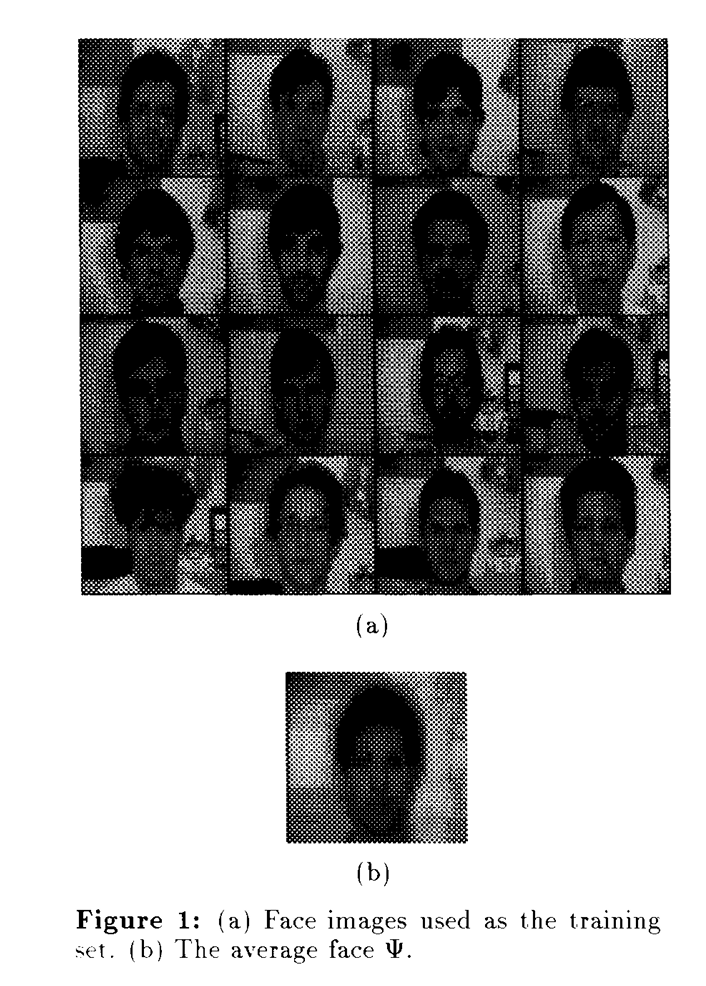 (a)
(b)
Figure 1: (a) Face images used as the training
set. (b) The average face Ψ.